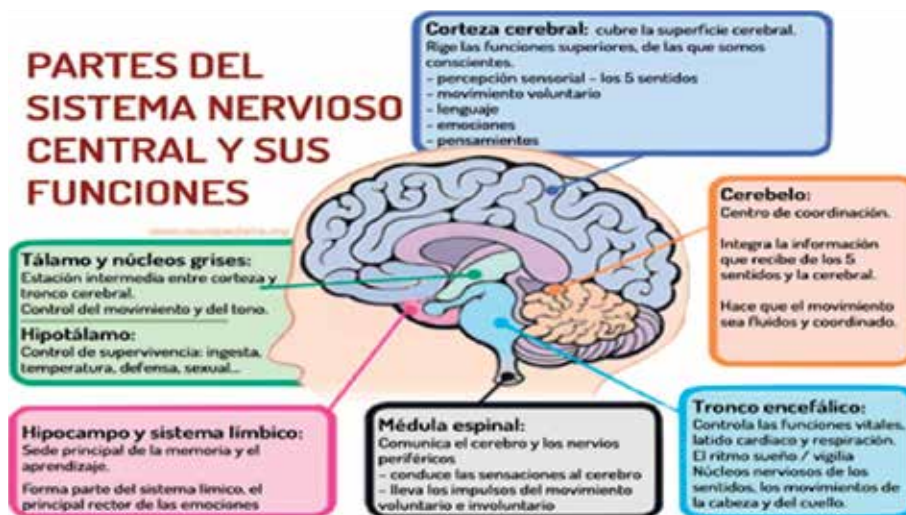 PARTES DEL
SISTEMA NERVIOSO
CENTRAL Y SUS
FUNCIONES
Corteza cerebral: cubre la superficie cerebral.
Rige las funciones superiores, de las que somos
conscientes.
- percepción sensorial - los 5 sentidos
- movimiento voluntario
- lenguaje
- emociones
- pensamientos
Cerebelo:
Centro de coordinación.
Integra la información
que recibe de los 5
sentidos y la cerebral.
Hace que el movimiento
sea fluidos y coordinado.
Tálamo y núcleos grises:
Estación intermedia entre corteza y
tronco cerebral.
Control del movimiento y del tono.
Hipotálamo:
Control de supervivencia: ingesta,
temperatura, defensa, sexual...
Hipocampo y sistema límbico:
Sede principal de la memoria y el
aprendizaje.
Forma parte del sistema límico, el
principal rector de las emociones
Médula espinal:
Comunica el cerebro y los nervios
periféricos
- conduce las sensaciones al cerebro
- lleva los impulsos del movimiento
voluntario e involuntario
Tronco encefálico:
Controla las funciones vitales,
latido cardiaco y respiración.
El ritmo sueño / vigilia
Núcleos nerviosos de los
sentidos, los movimientos de
la cabeza y del cuello.